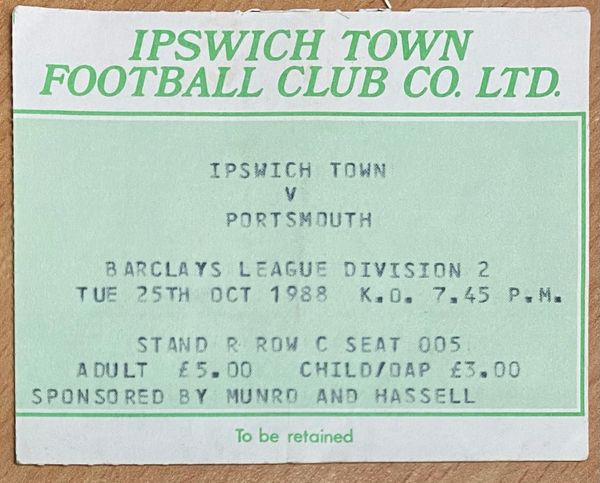 IPSWICH TOWN
FOOTBALL CLUB CO. LTD.
IPSWICH TOWN
V
PORTSMOUTH
BARCLAYS LEAGUE DIVISION 2
TUE 25TH OCT 1988 K.O. 7.45 P.M.
STAND R ROW C SEAT 005
ADULT £5.00 CHILD/OAP £3.00
SPONSORED BY MUNRO AND HASSELL
To be retained